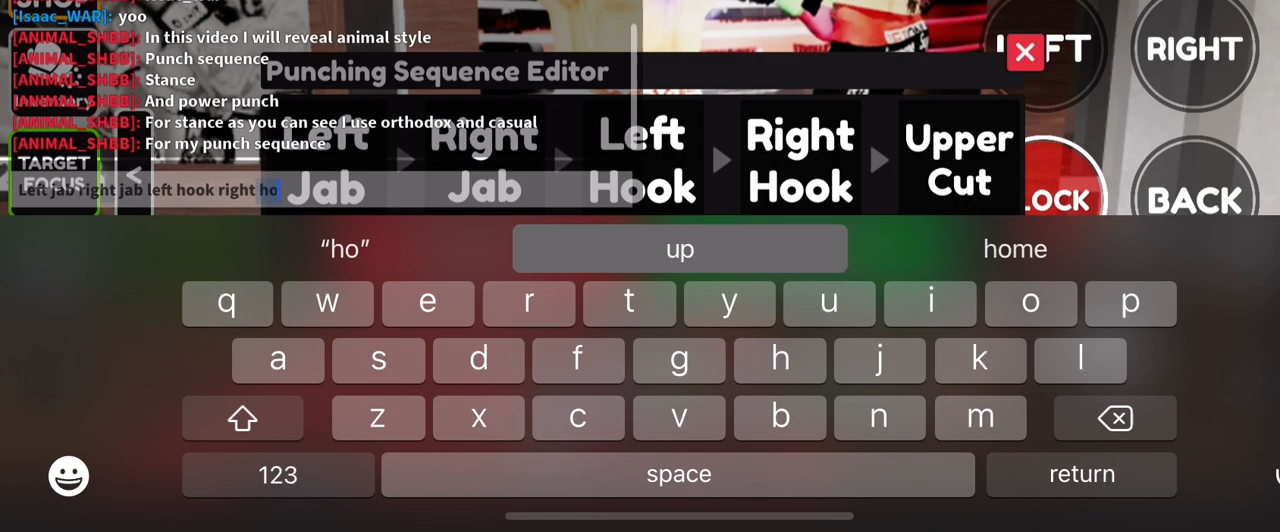 SHOP
[Isaac_WAR]: yoo
[ANIMAL_SHBB]: In this video I will reveal animal style
[ANIMAL_SHBB]: Punch sequence
[ANIMAL_SHBB]: Stance
[ANIMAL_SHBB]: And power punch
[ANIMAL_SHBB]: For stance as you can see I use orthodox and casual
[ANIMAL_SHBB]: For my punch sequence
Left jab right jab left hook right ho
TARGET
FOCUS
<
Punching Sequence Editor
Left
Jab
Right
Jab
Left
Hook
Right
Hook
Upper
Cut
RIGHT
BACK
“ho” up home
q w e r t y u i o p
a s d f g h j k l
z x c v b n m
123 space return